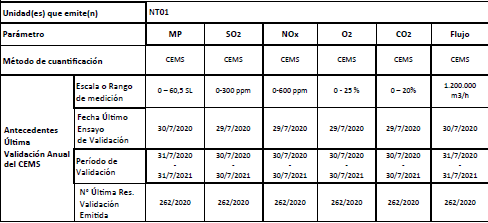 Unidad(es) que emite(n) NT01
Parámetro MP SO2 NOx O2 CO2 Flujo
Método de cuantificación CEMS CEMS CEMS CEMS CEMS CEMS
Antecedentes Última Validación Anual del CEMS
Escala o Rango de medición 0 – 60,5 SL 0-300 ppm 0-600 ppm 0 - 25 % 0 – 20% 1.200.000 m3/h
Fecha Último Ensayo de Validación 30/7/2020 29/7/2020 29/7/2020 29/7/2020 29/7/2020 30/7/2020
Período de Validación 31/7/2020 - 31/7/2021 30/7/2020 - 30/7/2021 30/7/2020 - 30/7/2021 30/7/2020 - 30/7/2021 30/7/2020 - 30/7/2021 31/7/2020 - 31/7/2021
N° Última Res. Validación Emitida 262/2020 262/2020 262/2020 262/2020 262/2020 262/2020